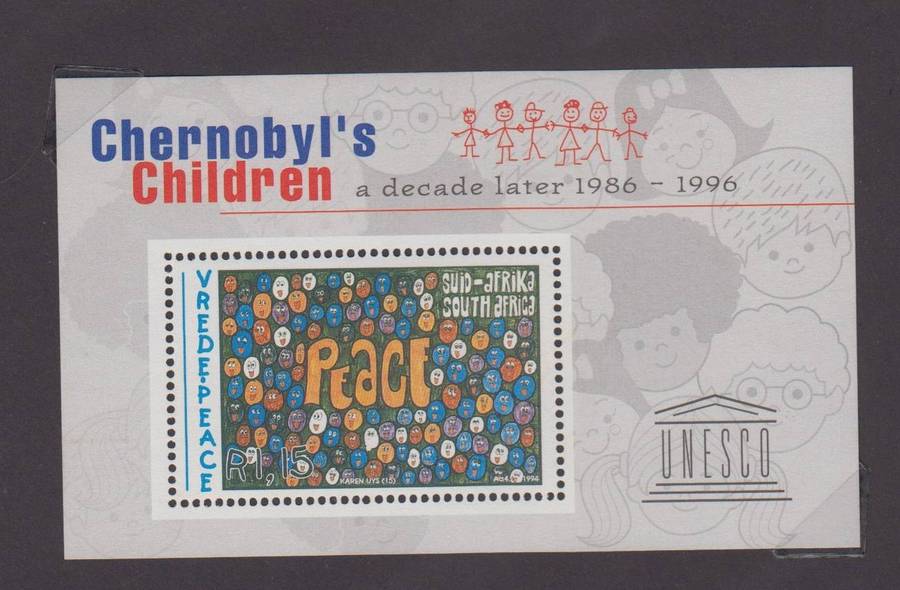 Chernobyl's
Children a decade later 1986 - 1996
VREDE·PEACE
SUID-AFRIKA
SOUTH AFRICA
PEACE
R1,15
KAREN UYS (15)
1994
UNESCO